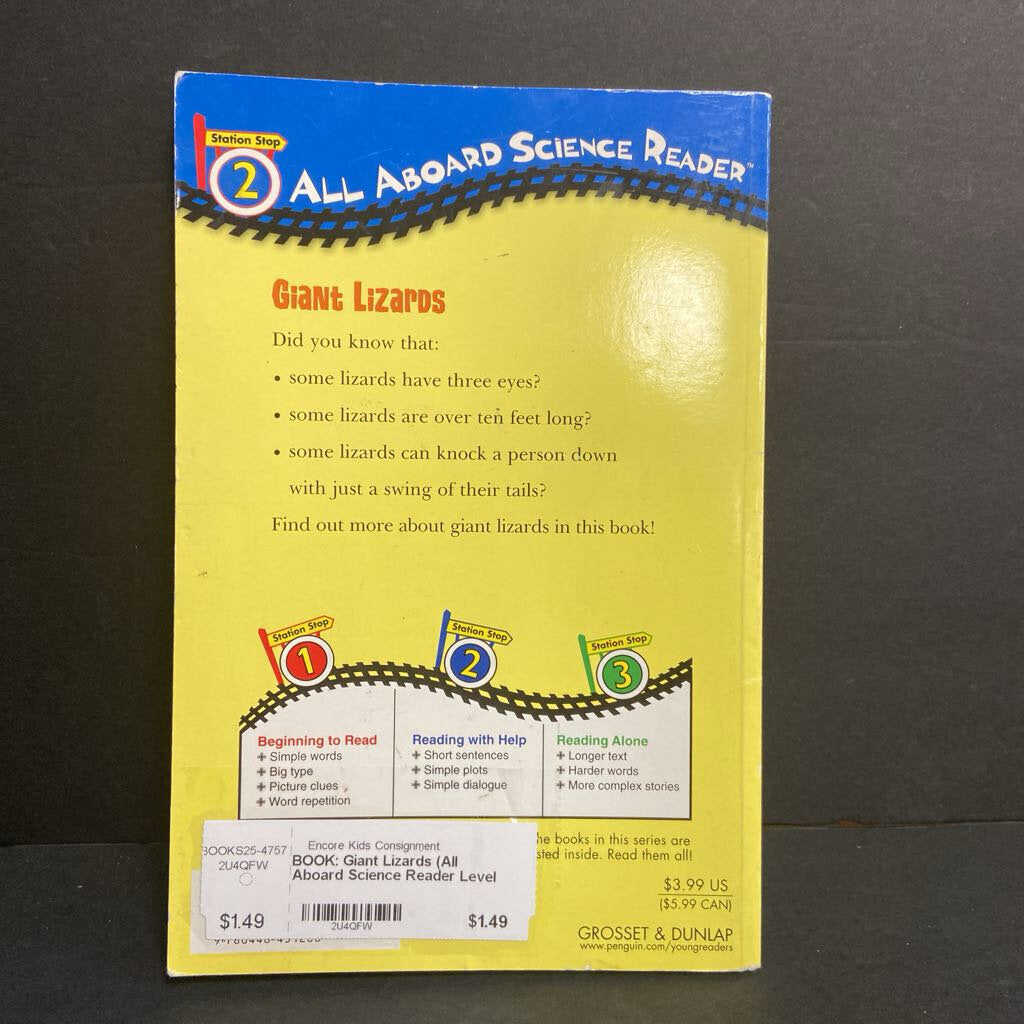 Station Stop
2
ALL ABOARD SCIENCE READER™
Giant Lizards
Did you know that:
• some lizards have three eyes?
• some lizards are over ten feet long?
• some lizards can knock a person down
with just a swing of their tails?
Find out more about giant lizards in this book!
Station Stop
1
Station Stop
2
Station Stop
3
Beginning to Read
+ Simple words
+ Big type
+ Picture clues
+ Word repetition
Reading with Help
+ Short sentences
+ Simple plots
+ Simple dialogue
Reading Alone
+ Longer text
+ Harder words
+ More complex stories
he books in this series are
sted inside. Read them all!
BOOKS25-4757
2U4QFW
$1.49
Encore Kids Consignment
BOOK: Giant Lizards (All
Aboard Science Reader Level
2U4QFW
$1.49
$3.99 US
($5.99 CAN)
GROSSET & DUNLAP
www.penguin.com/youngreaders